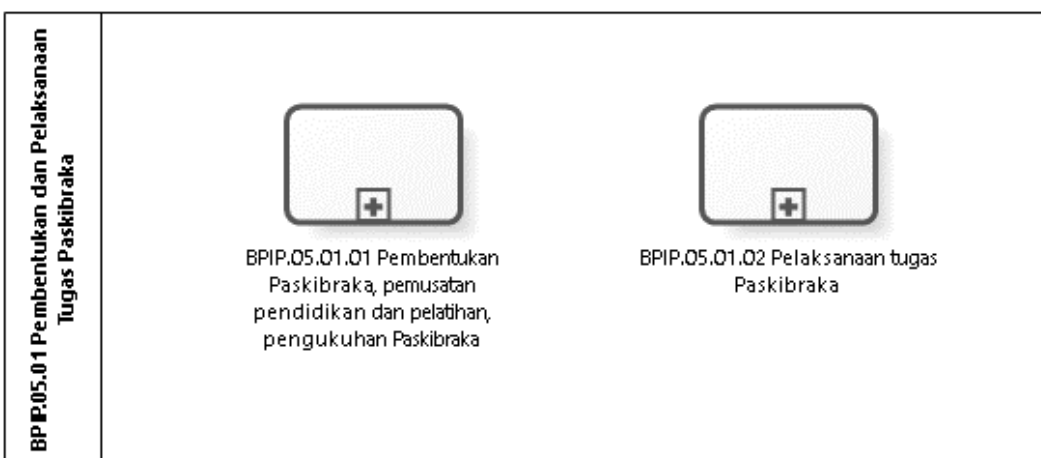 BPIP.05.01 Pembentukan dan Pelaksanaan
Tugas Paskibraka
BPIP.05.01.01 Pembentukan
Paskibraka, pemusatan
pendidikan dan pelatihan,
pengukuhan Paskibraka
BPIP.05.01.02 Pelaksanaan tugas
Paskibraka